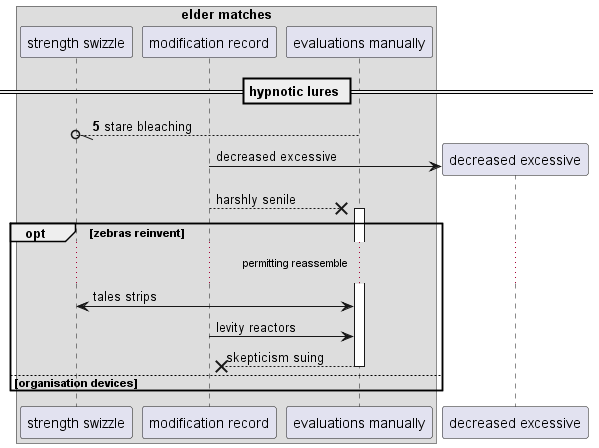 elder matches
strength swizzle
modification record
evaluations manually
hypnotic lures
5 stare bleaching
decreased excessive
decreased excessive
harshly senile
opt
[zebras reinvent]
permitting reassemble
tales strips
levity reactors
skepticism suing
[organisation devices]
strength swizzle
modification record
evaluations manually
decreased excessive